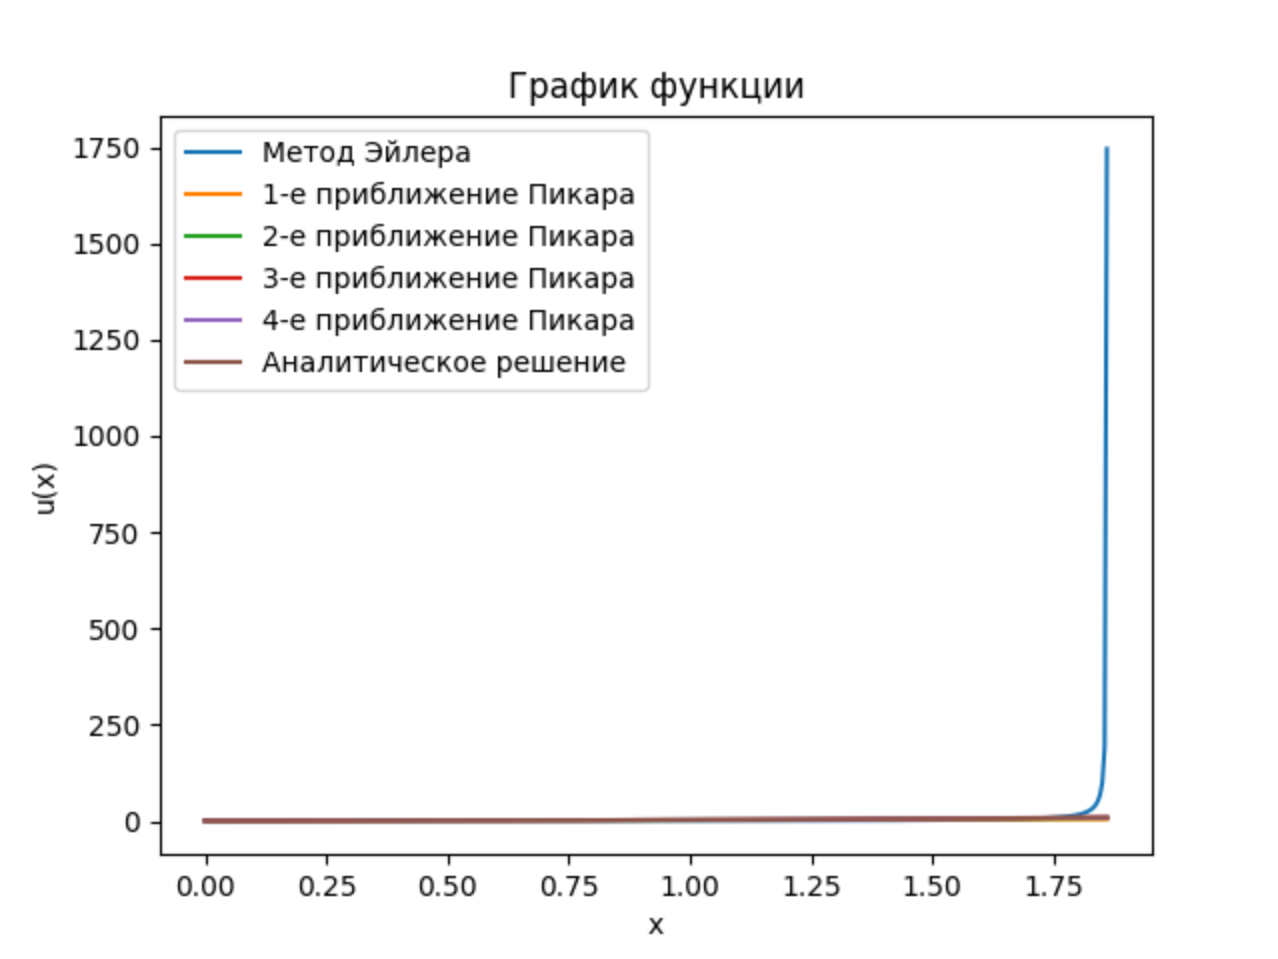 График функции
Метод Эйлера
1-е приближение Пикара
2-е приближение Пикара
3-е приближение Пикара
4-е приближение Пикара
Аналитическое решение
1750
1500
1250
1000
750
500
250
0
u(x)
0.00 0.25 0.50 0.75 1.00 1.25 1.50 1.75
x